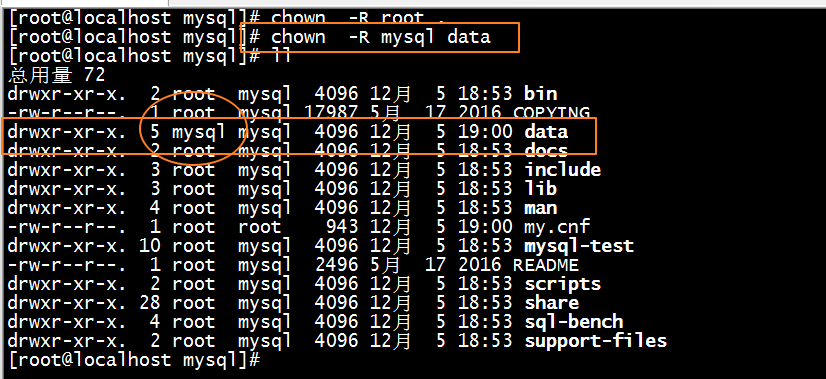 [root@localhost mysql]# chown  -R root .
[root@localhost mysql]# chown  -R mysql data
[root@localhost mysql]# ll
总用量 72
drwxr-xr-x.  2 root  mysql  4096 12月  5 18:53 bin
-rw-r--r--.  1 root  mysql 17987 5月  17 2016 COPYING
drwxr-xr-x.  5 mysql mysql  4096 12月  5 19:00 data
drwxr-xr-x.  2 root  mysql  4096 12月  5 18:53 docs
drwxr-xr-x.  3 root  mysql  4096 12月  5 18:53 include
drwxr-xr-x.  3 root  mysql  4096 12月  5 18:53 lib
drwxr-xr-x.  4 root  mysql  4096 12月  5 18:53 man
-rw-r--r--.  1 root  root    943 12月  5 19:00 my.cnf
drwxr-xr-x. 10 root  mysql  4096 12月  5 18:53 mysql-test
-rw-r--r--.  1 root  mysql  2496 5月  17 2016 README
drwxr-xr-x.  2 root  mysql  4096 12月  5 18:53 scripts
drwxr-xr-x. 28 root  mysql  4096 12月  5 18:53 share
drwxr-xr-x.  4 root  mysql  4096 12月  5 18:53 sql-bench
drwxr-xr-x.  2 root  mysql  4096 12月  5 18:53 support-files
[root@localhost mysql]#